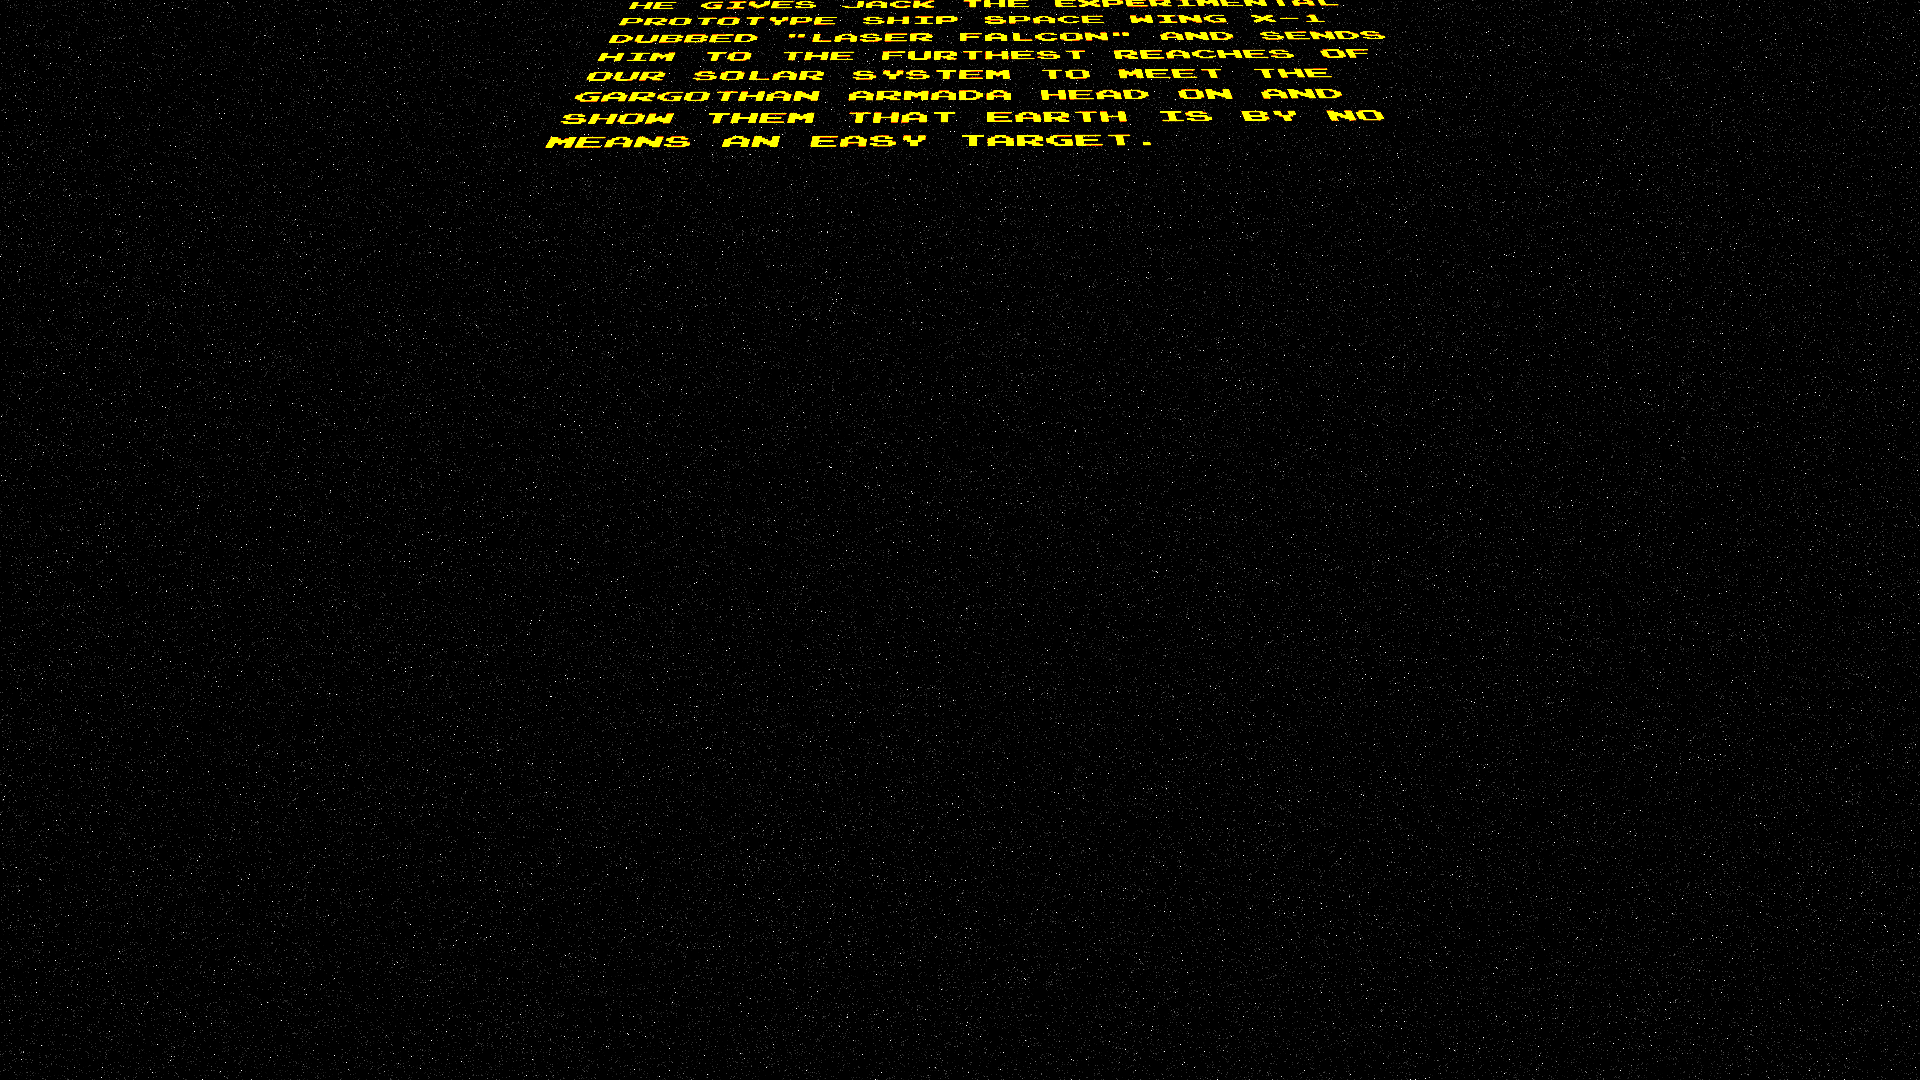 HE GIVES JACK THE EXPERIMENTAL
PROTOTYPE SHIP SPACE WING X-1
DUBBED "LASER FALCON" AND SENDS
HIM TO THE FURTHEST REACHES OF
OUR SOLAR SYSTEM TO MEET THE
GARGOTHAN ARMADA HEAD ON AND
SHOW THEM THAT EARTH IS BY NO
MEANS AN EASY TARGET.